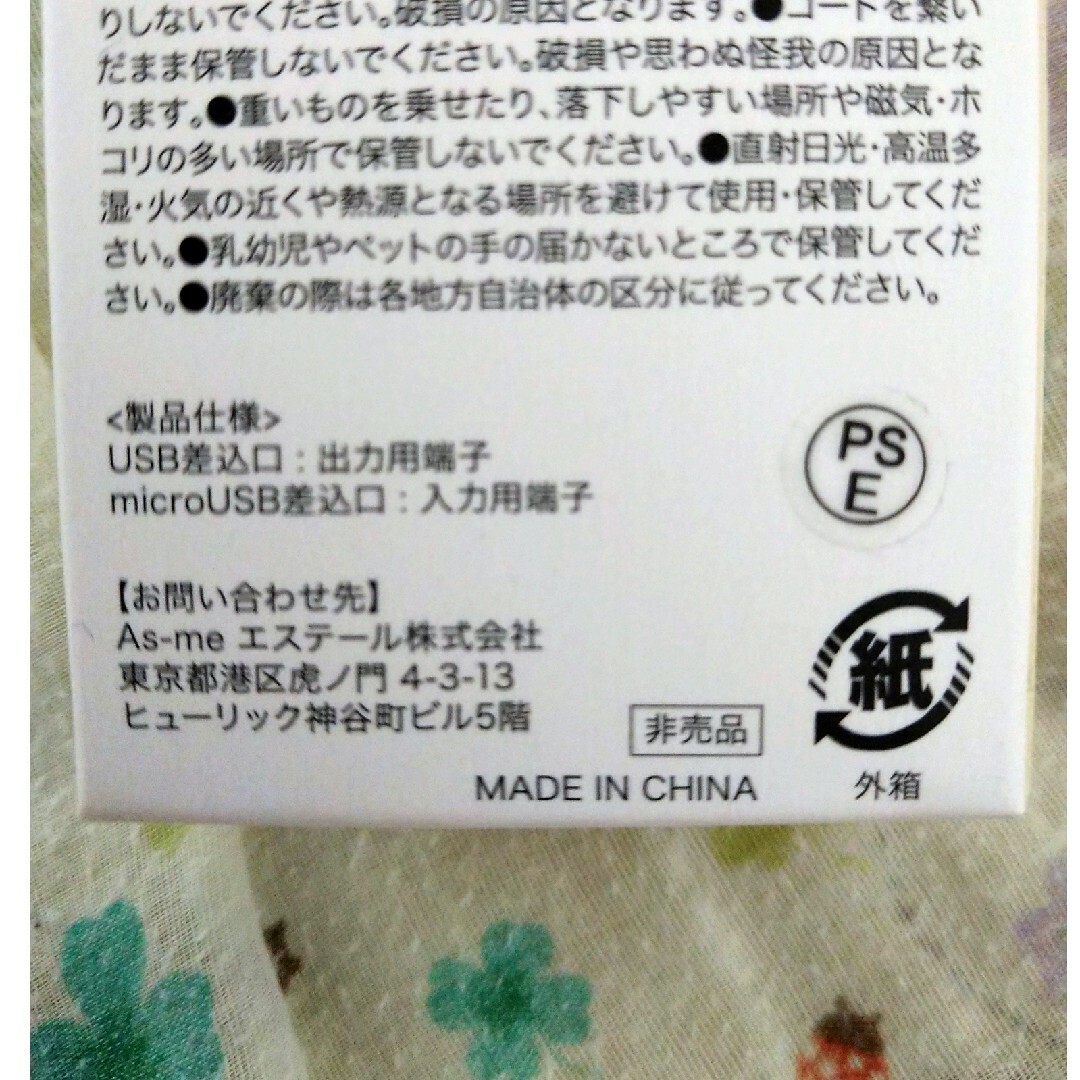 りしないでください。破損の原因となります。●コードを繋い
だまま保管しないでください。破損や思わぬ怪我の原因とな
ります。●重いものを乗せたり、落下しやすい場所や磁気・ホ
コリの多い場所で保管しないでください。●直射日光・高温多
湿・火気の近くや熱源となる場所を避けて使用・保管してくだ
さい。●乳幼児やペットの手の届かないところで保管してくだ
さい。●廃棄の際は各地方自治体の区分に従ってください。
<製品仕様>
USB差込口：出力用端子
microUSB差込口：入力用端子
PS
E
【お問い合わせ先】
As-me エステール株式会社
東京都港区虎ノ門 4-3-13
ヒューリック神谷町ビル5階
非売品
紙
MADE IN CHINA
外箱